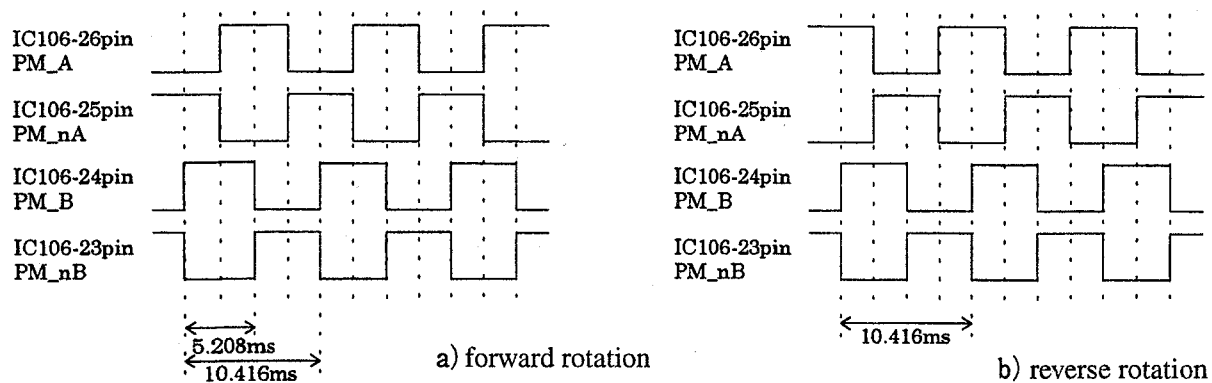 IC106-26pin
PM_A
IC106-25pin
PM_nA
IC106-24pin
PM_B
IC106-23pin
PM_nB
5.208ms
10.416ms
a) forward rotation
IC106-26pin
PM_A
IC106-25pin
PM_nA
IC106-24pin
PM_B
IC106-23pin
PM_nB
10.416ms
b) reverse rotation